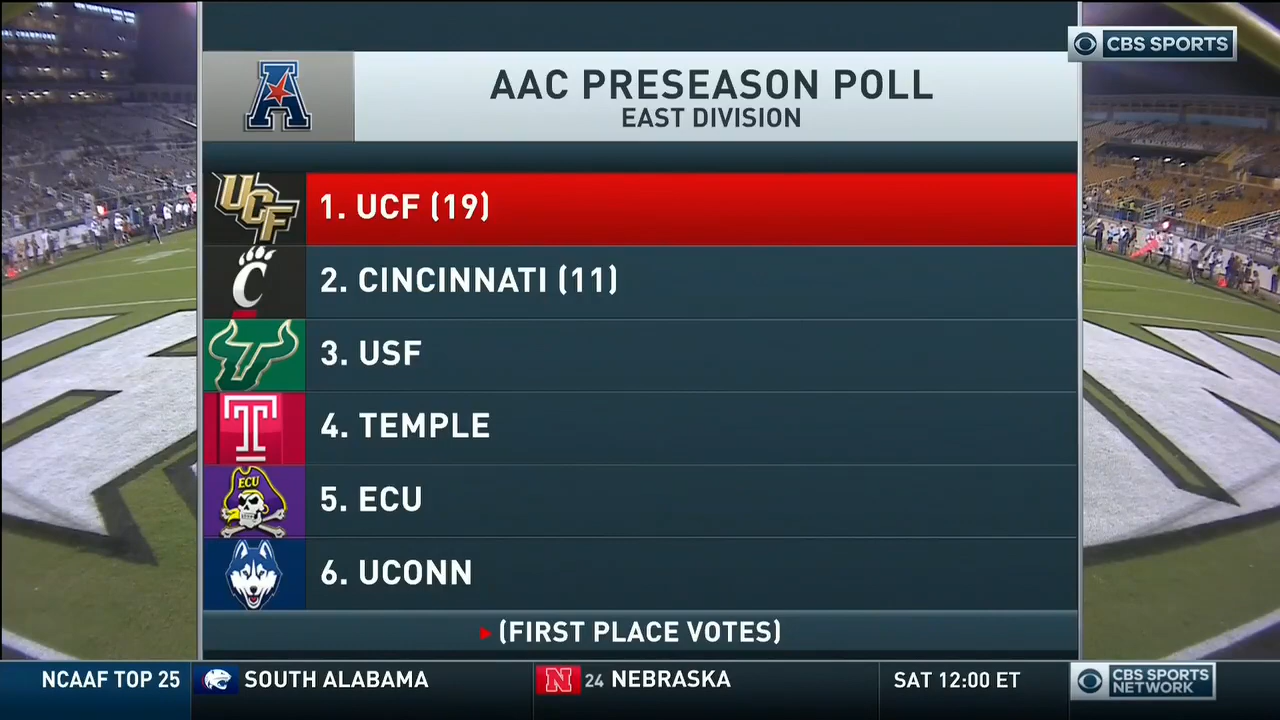 CBS SPORTS
AAC PRESEASON POLL
EAST DIVISION
UCF
1. UCF (19)
C
2. CINCINNATI (11)
3. USF
T
4. TEMPLE
ECU
5. ECU
6. UCONN
(FIRST PLACE VOTES)
NCAAF TOP 25 SOUTH ALABAMA N 24 NEBRASKA SAT 12:00 ET CBS SPORTS NETWORK